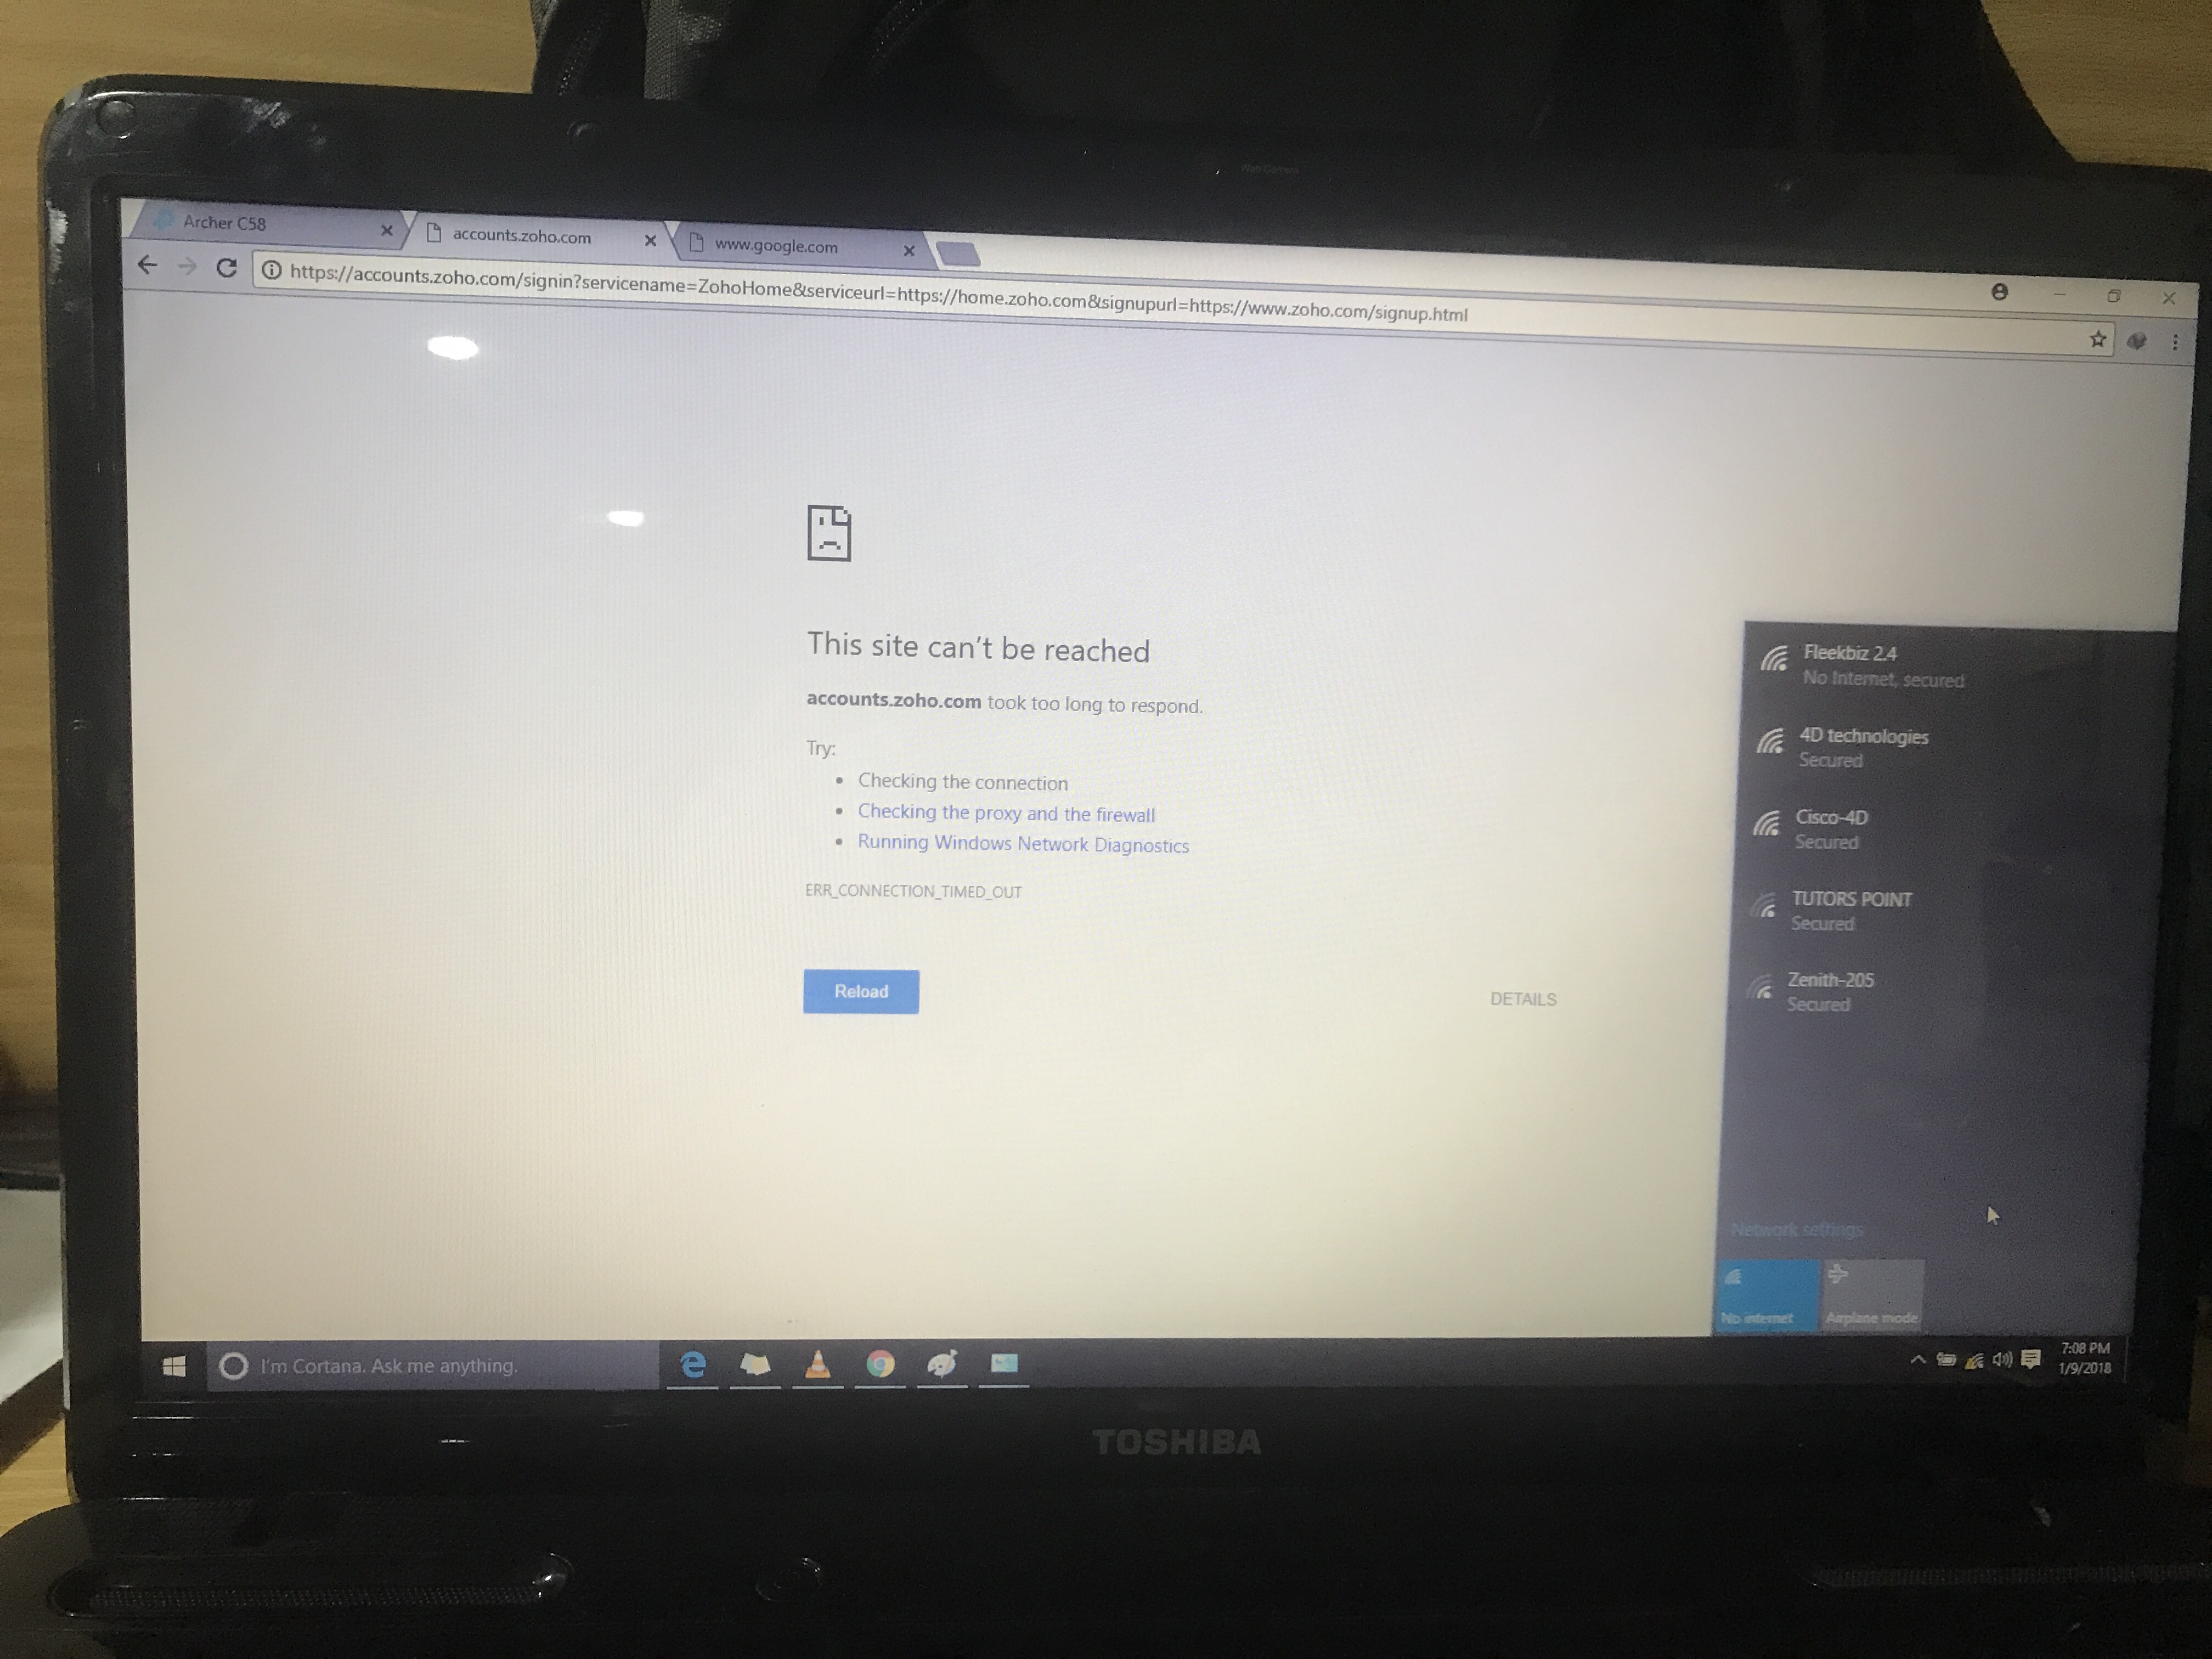 Web Camera
Archer C58
accounts.zoho.com
www.google.com
https://accounts.zoho.com/signin?servicename=ZohoHome&serviceurl=https://home.zoho.com&signupurl=https://www.zoho.com/signup.html
This site can't be reached
accounts.zoho.com took too long to respond.
Try:
• Checking the connection
• Checking the proxy and the firewall
• Running Windows Network Diagnostics
ERR_CONNECTION_TIMED_OUT
Reload
DETAILS
Fleekbiz 2.4
No Internet, secured
4D technologies
Secured
Cisco-4D
Secured
TUTORS POINT
Secured
Zenith-205
Secured
Network settings
No internet
Airplane mode
I'm Cortana. Ask me anything.
7:08 PM
1/9/2018
TOSHIBA